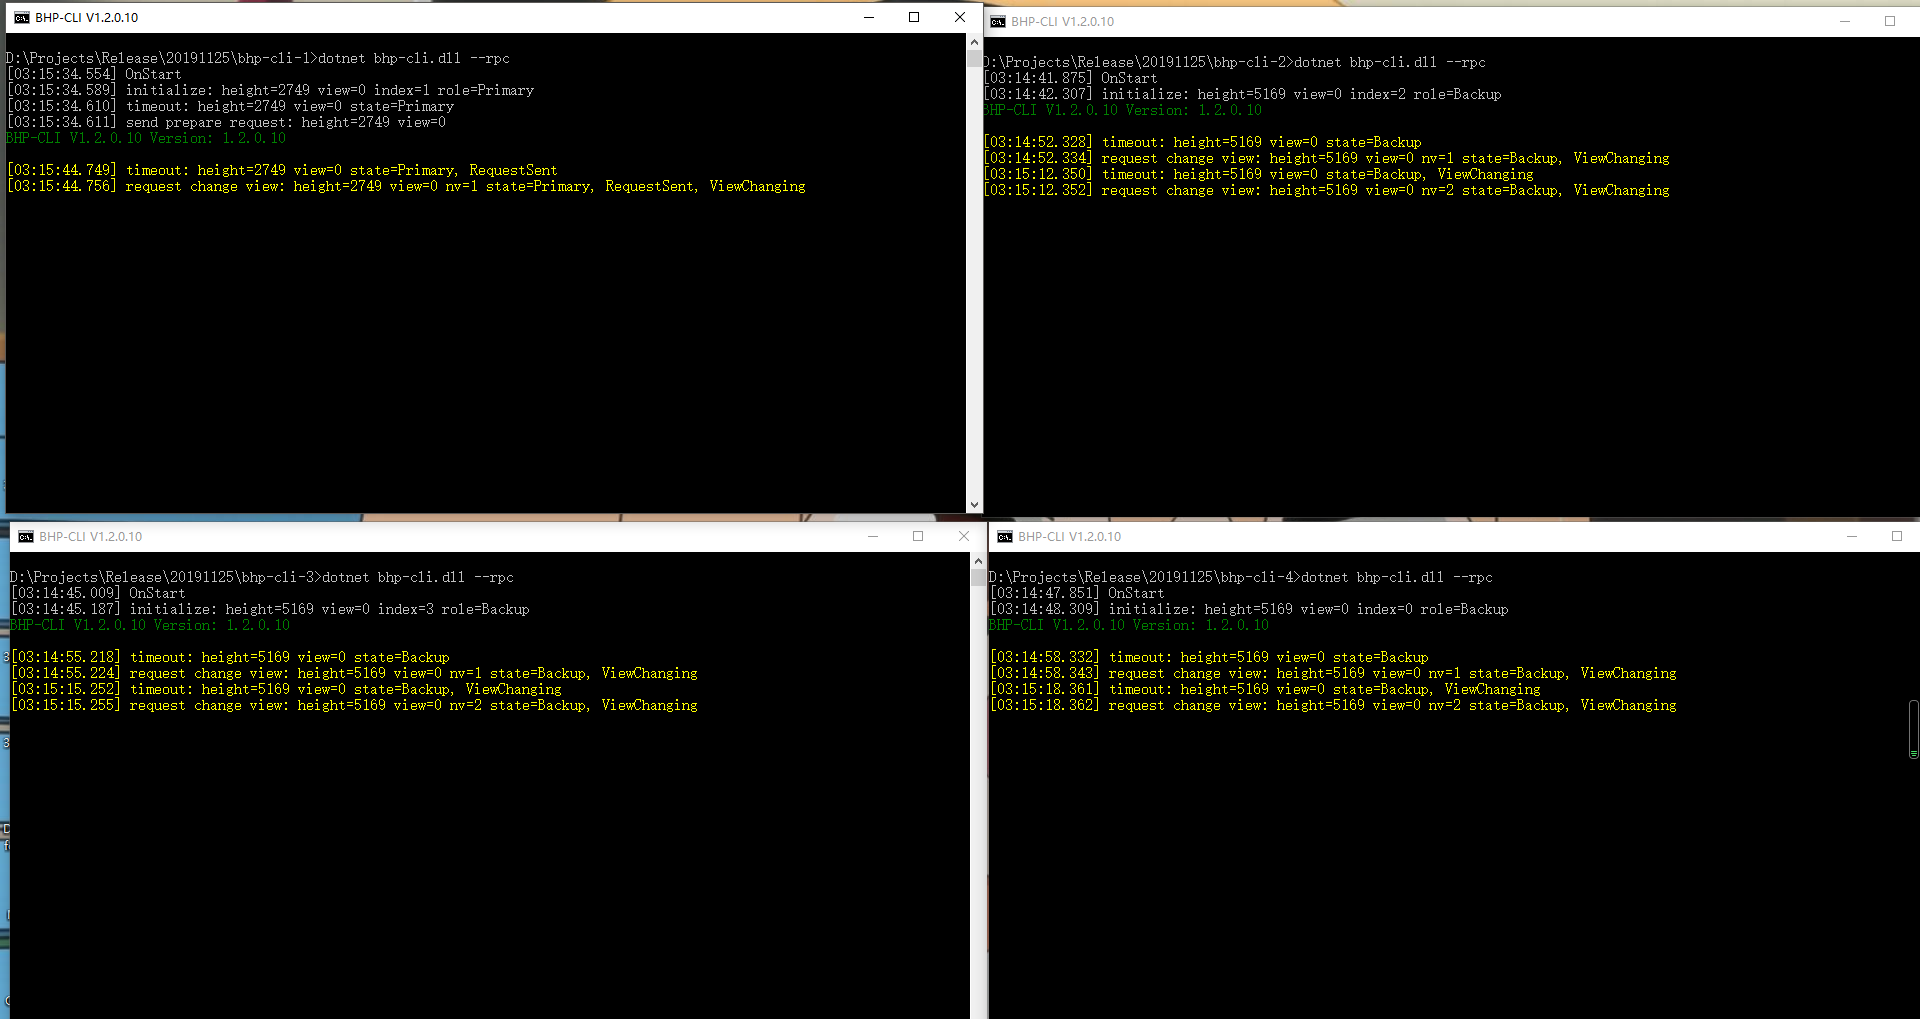 BHP-CLI V1.2.0.10
D:\Projects\Release\20191125\bhp-cli-1>dotnet bhp-cli.dll --rpc
[03:15:34.554] OnStart
[03:15:34.589] initialize: height=2749 view=0 index=1 role=Primary
[03:15:34.610] timeout: height=2749 view=0 state=Primary
[03:15:34.611] send prepare request: height=2749 view=0
BHP-CLI V1.2.0.10 Version: 1.2.0.10
[03:15:44.749] timeout: height=2749 view=0 state=Primary, RequestSent
[03:15:44.756] request change view: height=2749 view=0 nv=1 state=Primary, RequestSent, ViewChanging
BHP-CLI V1.2.0.10
D:\Projects\Release\20191125\bhp-cli-2>dotnet bhp-cli.dll --rpc
[03:14:41.875] OnStart
[03:14:42.307] initialize: height=5169 view=0 index=2 role=Backup
BHP-CLI V1.2.0.10 Version: 1.2.0.10
[03:14:52.328] timeout: height=5169 view=0 state=Backup
[03:14:52.334] request change view: height=5169 view=0 nv=1 state=Backup, ViewChanging
[03:15:12.350] timeout: height=5169 view=0 state=Backup, ViewChanging
[03:15:12.352] request change view: height=5169 view=0 nv=2 state=Backup, ViewChanging
BHP-CLI V1.2.0.10
D:\Projects\Release\20191125\bhp-cli-3>dotnet bhp-cli.dll --rpc
[03:14:45.009] OnStart
[03:14:45.187] initialize: height=5169 view=0 index=3 role=Backup
BHP-CLI V1.2.0.10 Version: 1.2.0.10
[03:14:55.218] timeout: height=5169 view=0 state=Backup
[03:14:55.224] request change view: height=5169 view=0 nv=1 state=Backup, ViewChanging
[03:15:15.252] timeout: height=5169 view=0 state=Backup, ViewChanging
[03:15:15.255] request change view: height=5169 view=0 nv=2 state=Backup, ViewChanging
BHP-CLI V1.2.0.10
D:\Projects\Release\20191125\bhp-cli-4>dotnet bhp-cli.dll --rpc
[03:14:47.851] OnStart
[03:14:48.309] initialize: height=5169 view=0 index=0 role=Backup
BHP-CLI V1.2.0.10 Version: 1.2.0.10
[03:14:58.332] timeout: height=5169 view=0 state=Backup
[03:14:58.343] request change view: height=5169 view=0 nv=1 state=Backup, ViewChanging
[03:15:18.361] timeout: height=5169 view=0 state=Backup, ViewChanging
[03:15:18.362] request change view: height=5169 view=0 nv=2 state=Backup, ViewChanging